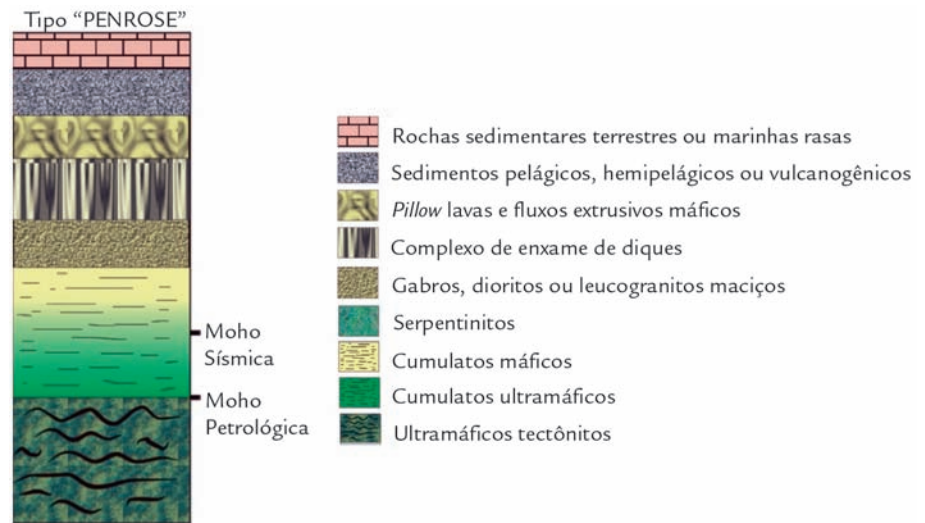 Tipo “PENROSE”
Moho
Sísmica
Moho
Petrológica
Rochas sedimentares terrestres ou marinhas rasas
Sedimentos pelágicos, hemipelágicos ou vulcanogênicos
Pillow lavas e fluxos extrusivos máficos
Complexo de enxame de diques
Gabros, dioritos ou leucogranitos maciços
Serpentinitos
Cumulatos máficos
Cumulatos ultramáficos
Ultramáficos tectônitos